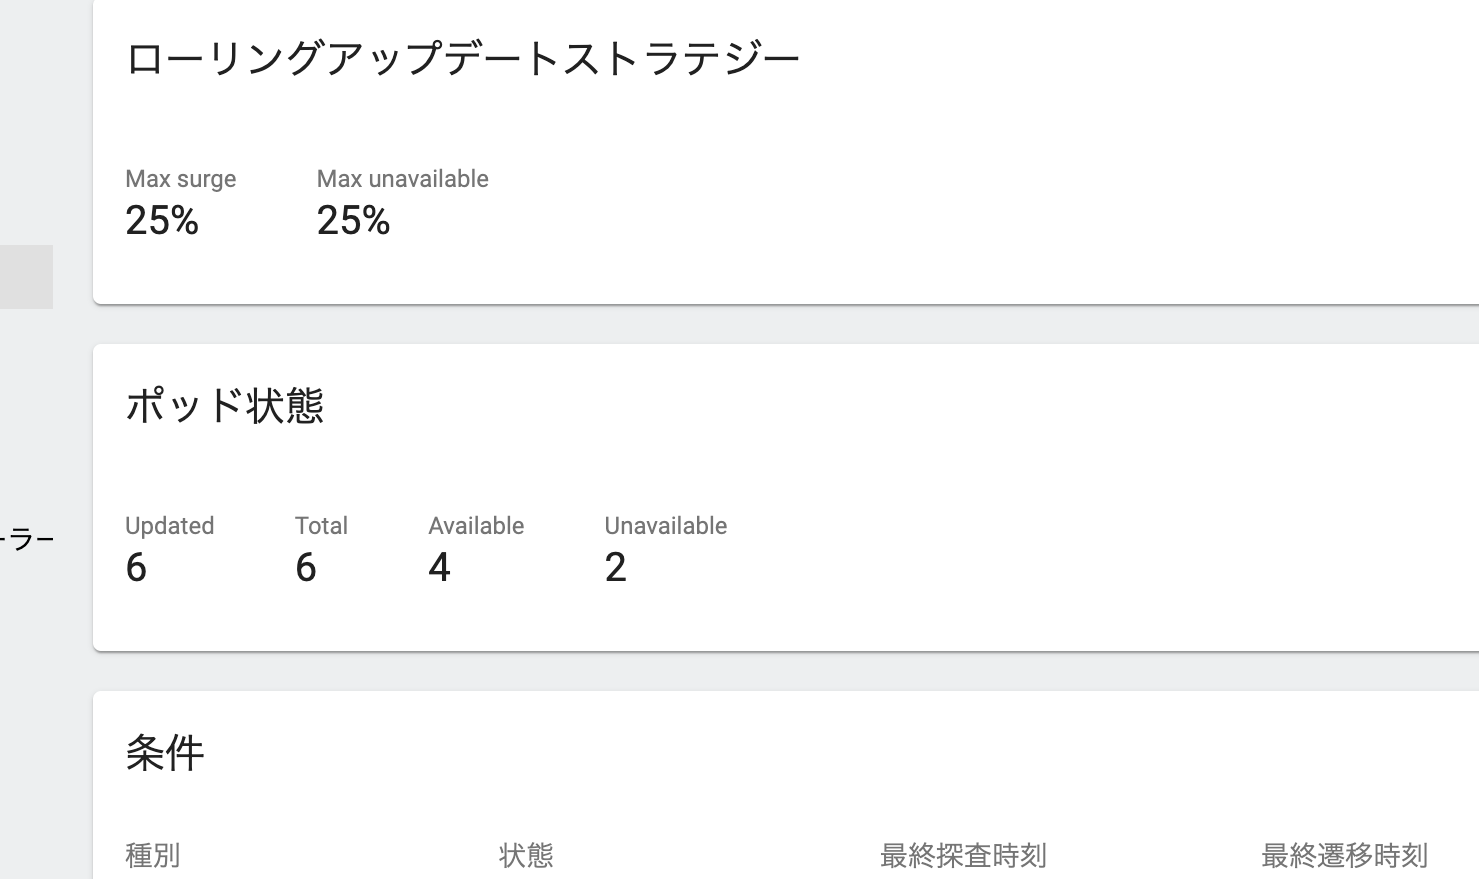 ローリングアップデートストラテジー
Max surge Max unavailable
25% 25%
ポッド状態
ーラー
Updated Total Available Unavailable
6 6 4 2
条件
種別 状態 最終探査時刻 最終遷移時刻